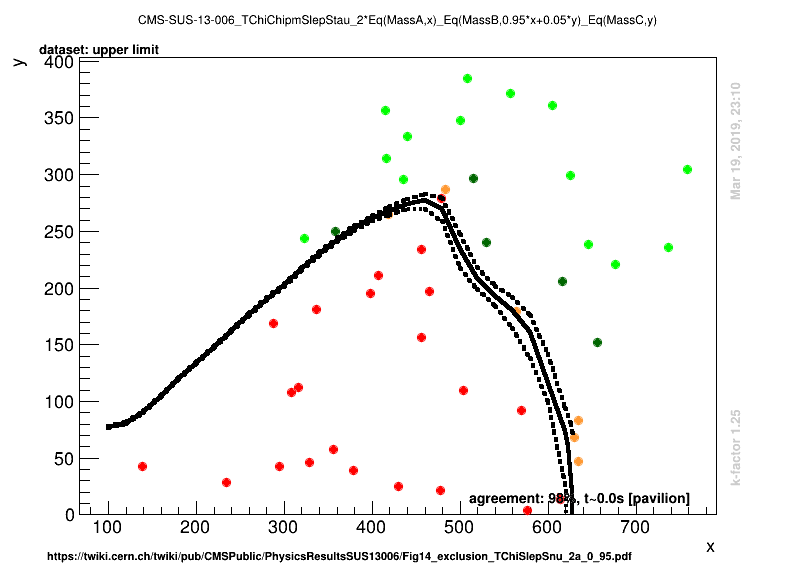 CMS-SUS-13-006_TChiChipmSlepStau_2*Eq(MassA,x)_Eq(MassB,0.95*x+0.05*y)_Eq(MassC,y)
dataset: upper limit
y
400
350
300
250
200
150
100
50
0
100
200
300
400
500
600
700
x
agreement: 98%, t~0.0s [pavilion]
Mar 19, 2019, 23:10
k-factor 1.25
https://twiki.cern.ch/twiki/pub/CMSPublic/PhysicsResultsSUS13006/Fig14_exclusion_TChiSlepSnu_2a_0_95.pdf